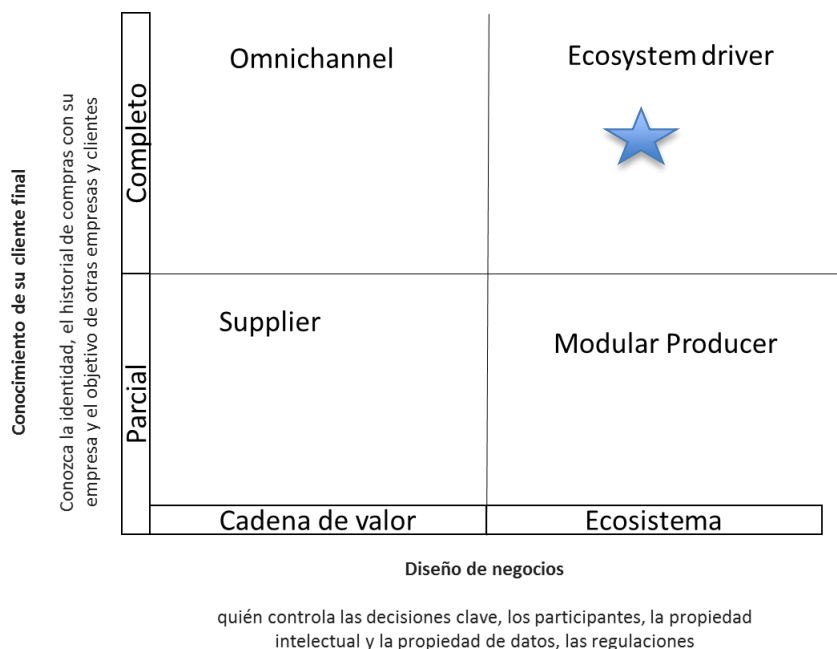 Omnichannel
Ecosystem driver
Completo
Conocimiento de su cliente final
Conozca la identidad, el historial de compras con su
empresa y el objetivo de otras empresas y clientes
Supplier
Modular Producer
Parcial
Cadena de valor
Ecosistema
Diseño de negocios
quién controla las decisiones clave, los participantes, la propiedad
intelectual y la propiedad de datos, las regulaciones